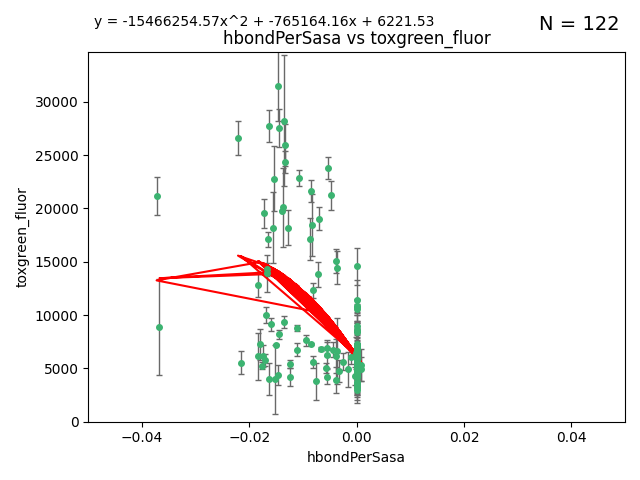 y = -15466254.57x^2 + -765164.16x + 6221.53
N = 122
hbondPerSasa vs toxgreen_fluor
30000
25000
20000
15000
10000
5000
0
toxgreen_fluor
−0.04
−0.02
0.00
0.02
0.04
hbondPerSasa